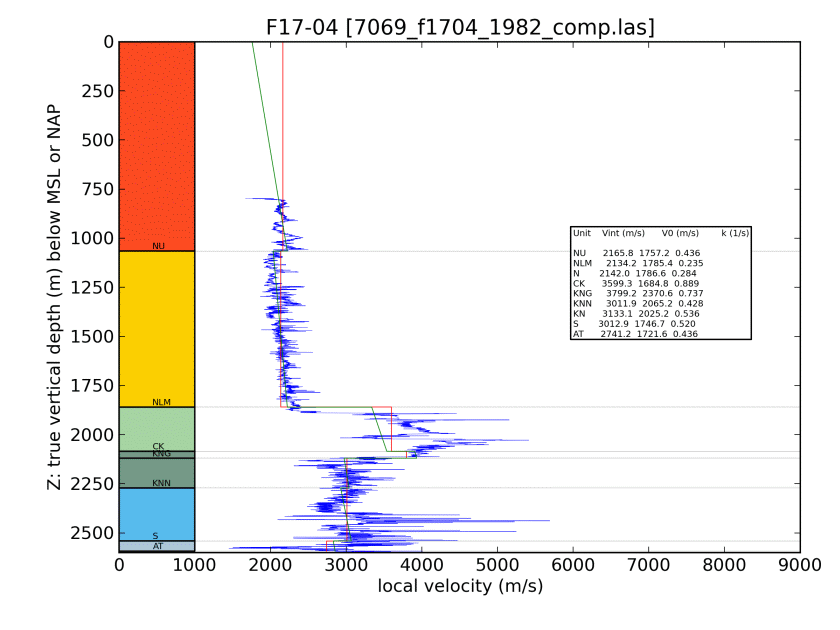 F17-04 [7069_f1704_1982_comp.las]
Z: true vertical depth (m) below MSL or NAP
0
250
500
750
1000
1250
1500
1750
2000
2250
2500
NU
NLM
CK
KNG
KNN
S
AT
Unit Vint (m/s) V0 (m/s) k (1/s)
NU 2165.8 1757.2 0.436
NLM 2134.2 1785.4 0.235
N 2142.0 1786.6 0.284
CK 3599.3 1684.8 0.889
KNG 3799.2 2370.6 0.737
KNN 3011.9 2065.2 0.428
KN 3133.1 2025.2 0.536
S 3012.9 1746.7 0.520
AT 2741.2 1721.6 0.436
0 1000 2000 3000 4000 5000 6000 7000 8000 9000
local velocity (m/s)